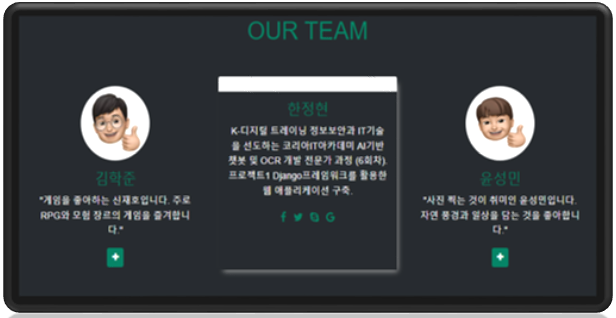 OUR TEAM
김학준
"게임을 좋아하는 신재호입니다. 주로
RPG와 모험 장르의 게임을 즐겨합니
다."
한정현
K-디지털 트레이닝 정보보안과 IT기술
을 선도하는 코리아IT아카데미 AI기반
챗봇 및 OCR 개발 전문가 과정 (6회차).
프로젝트1 Django프레임워크를 활용한
웹 애플리케이션 구축.
윤성민
"사진 찍는 것이 취미인 윤성민입니다.
자연 풍경과 일상을 담는 것을 좋아합니
다."